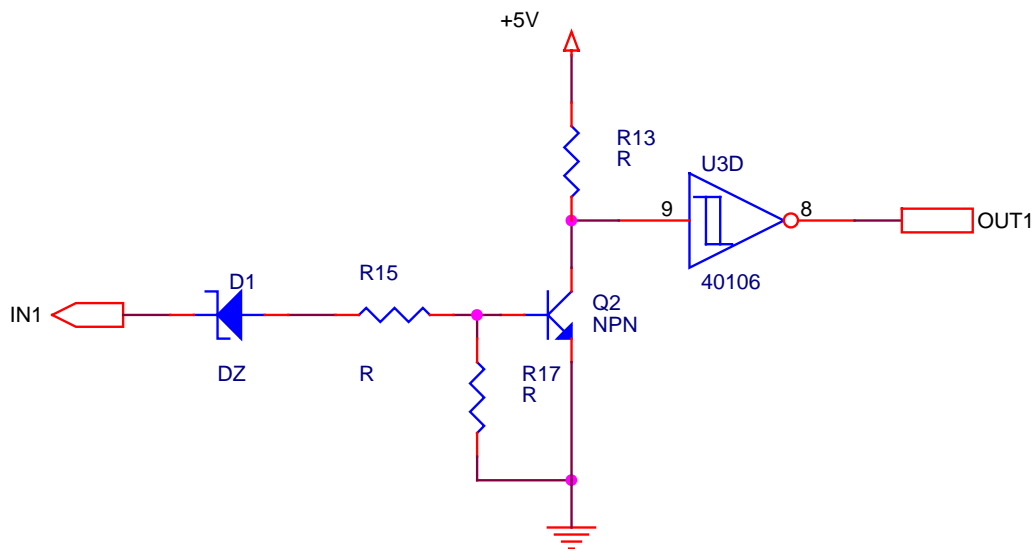 +5V
R13
R
U3D
9
8
OUT1
40106
R15
D1
IN1
Q2
NPN
DZ
R
R17
R